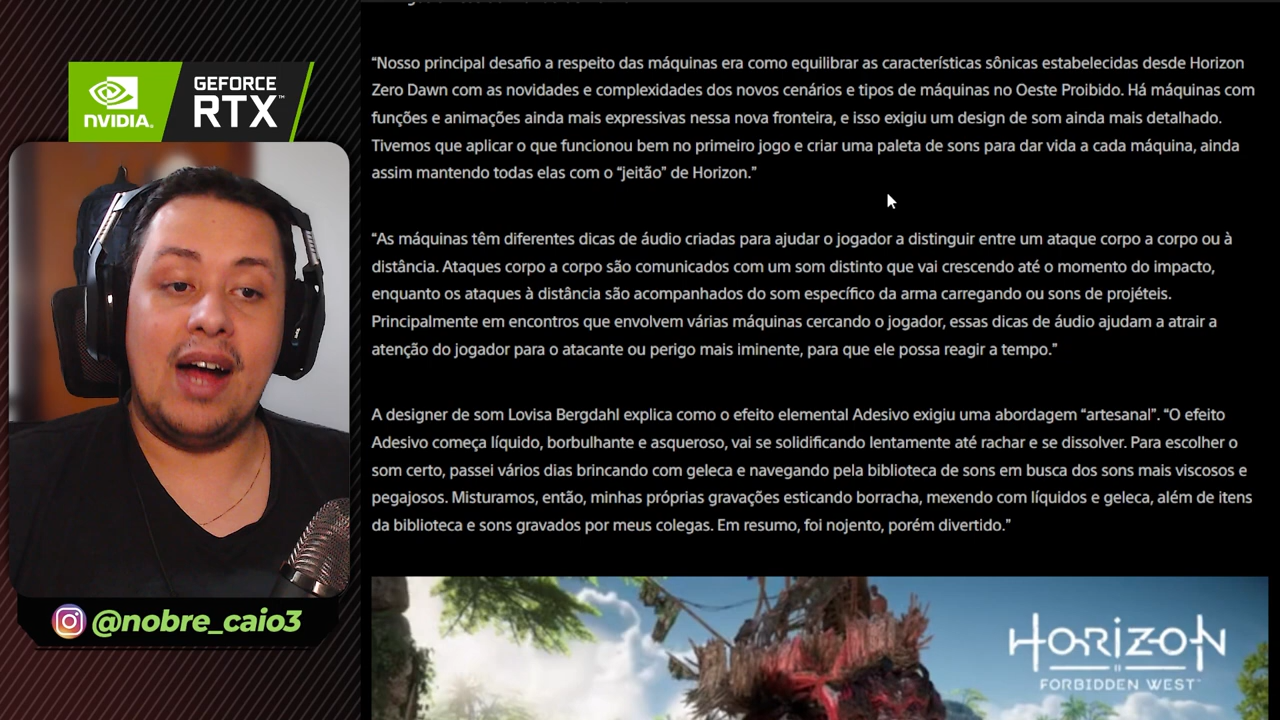 “Nosso principal desafio a respeito das máquinas era como equilibrar as características sônicas estabelecidas desde Horizon
Zero Dawn com as novidades e complexidades dos novos cenários e tipos de máquinas no Oeste Proibido. Há máquinas com
funções e animações ainda mais expressivas nessa nova fronteira, e isso exigiu um design de som ainda mais detalhado.
Tivemos que aplicar o que funcionou bem no primeiro jogo e criar uma paleta de sons para dar vida a cada máquina, ainda
assim mantendo todas elas com o “jeitão” de Horizon.”
“As máquinas têm diferentes dicas de áudio criadas para ajudar o jogador a distinguir entre um ataque corpo a corpo ou à
distância. Ataques corpo a corpo são comunicados com um som distinto que vai crescendo até o momento do impacto,
enquanto os ataques à distância são acompanhados do som específico da arma carregando ou sons de projéteis.
Principalmente em encontros que envolvem várias máquinas cercando o jogador, essas dicas de áudio ajudam a atrair a
atenção do jogador para o atacante ou perigo mais iminente, para que ele possa reagir a tempo.”
A designer de som Lovisa Bergdahl explica como o efeito elemental Adesivo exigiu uma abordagem “artesanal”. “O efeito
Adesivo começa líquido, borbulhante e asqueroso, vai se solidificando lentamente até rachar e se dissolver. Para escolher o
som certo, passei vários dias brincando com geleca e navegando pela biblioteca de sons em busca dos sons mais viscosos e
pegajosos. Misturamos, então, minhas próprias gravações esticando borracha, mexendo com líquidos e geleca, além de itens
da biblioteca e sons gravados por meus colegas. Em resumo, foi nojento, porém divertido.”
NVIDIA.
GEFORCE
RTX™
@nobre_caio3
HORIZON
FORBIDDEN WEST™